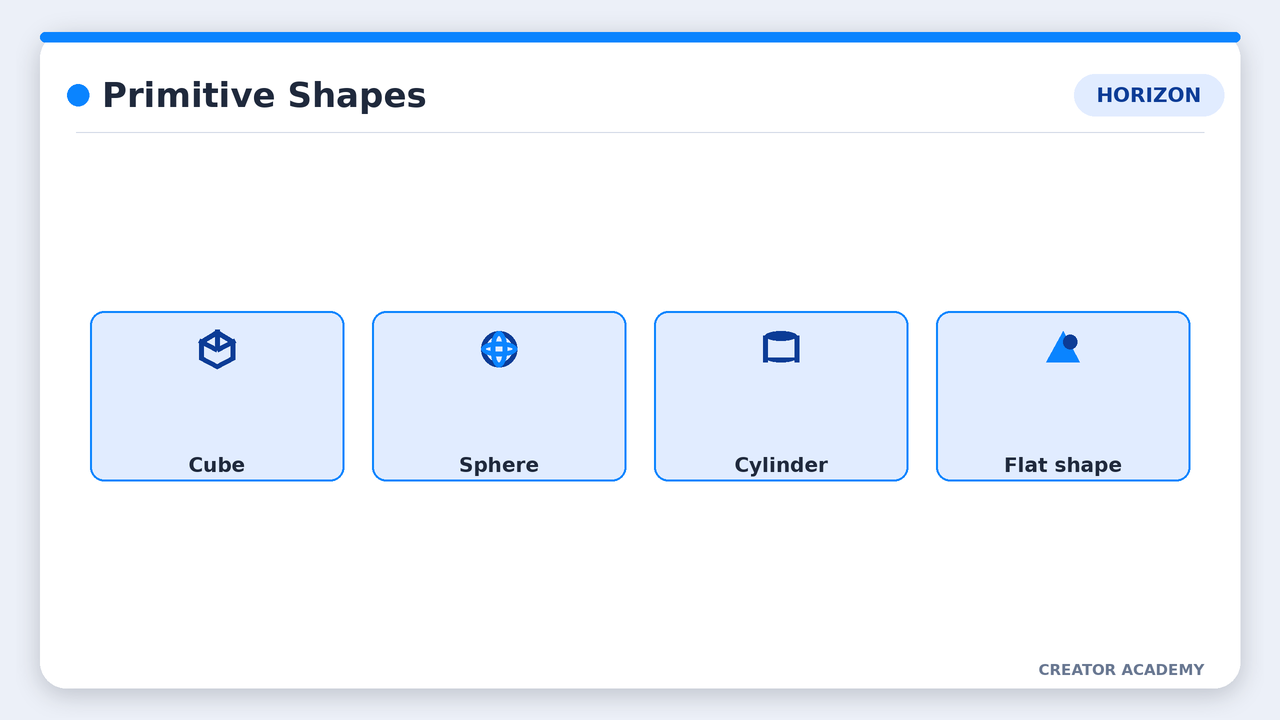 Primitive Shapes
HORIZON
Cube
Sphere
Cylinder
Flat shape
CREATOR ACADEMY